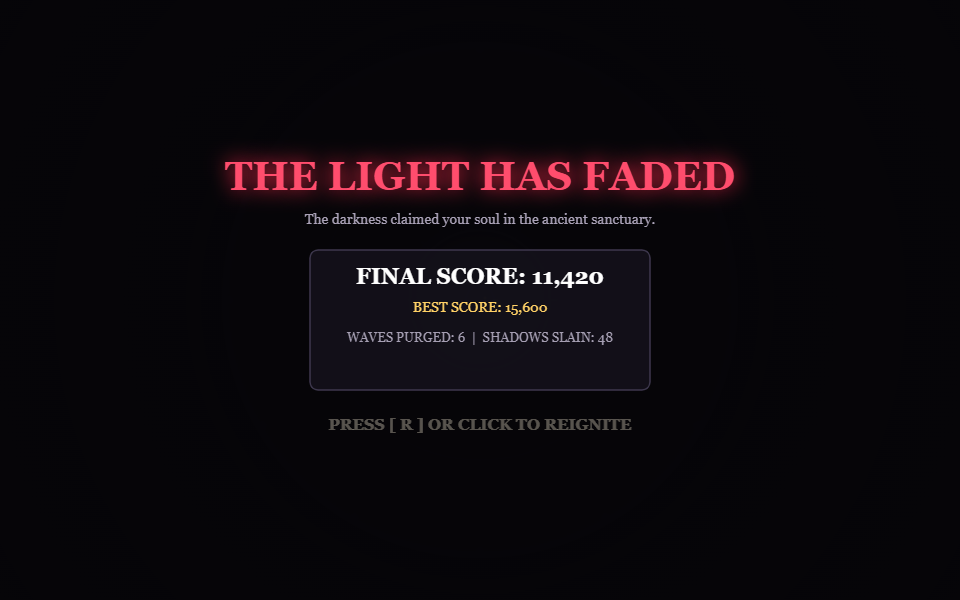 THE LIGHT HAS FADED
The darkness claimed your soul in the ancient sanctuary.
FINAL SCORE: 11,420
BEST SCORE: 15,600
WAVES PURGED: 6 | SHADOWS SLAIN: 48
PRESS [ R ] OR CLICK TO REIGNITE